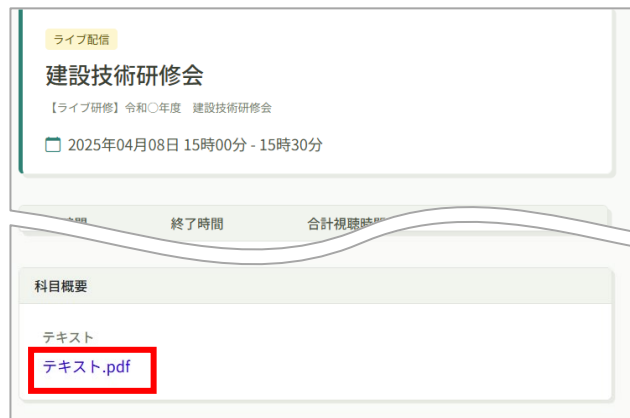 ライブ配信
建設技術研修会
【ライブ研修】令和○年度　建設技術研修会
2025年04月08日 15時00分 - 15時30分
終了時間
合計視聴時間
科目概要
テキスト
テキスト.pdf